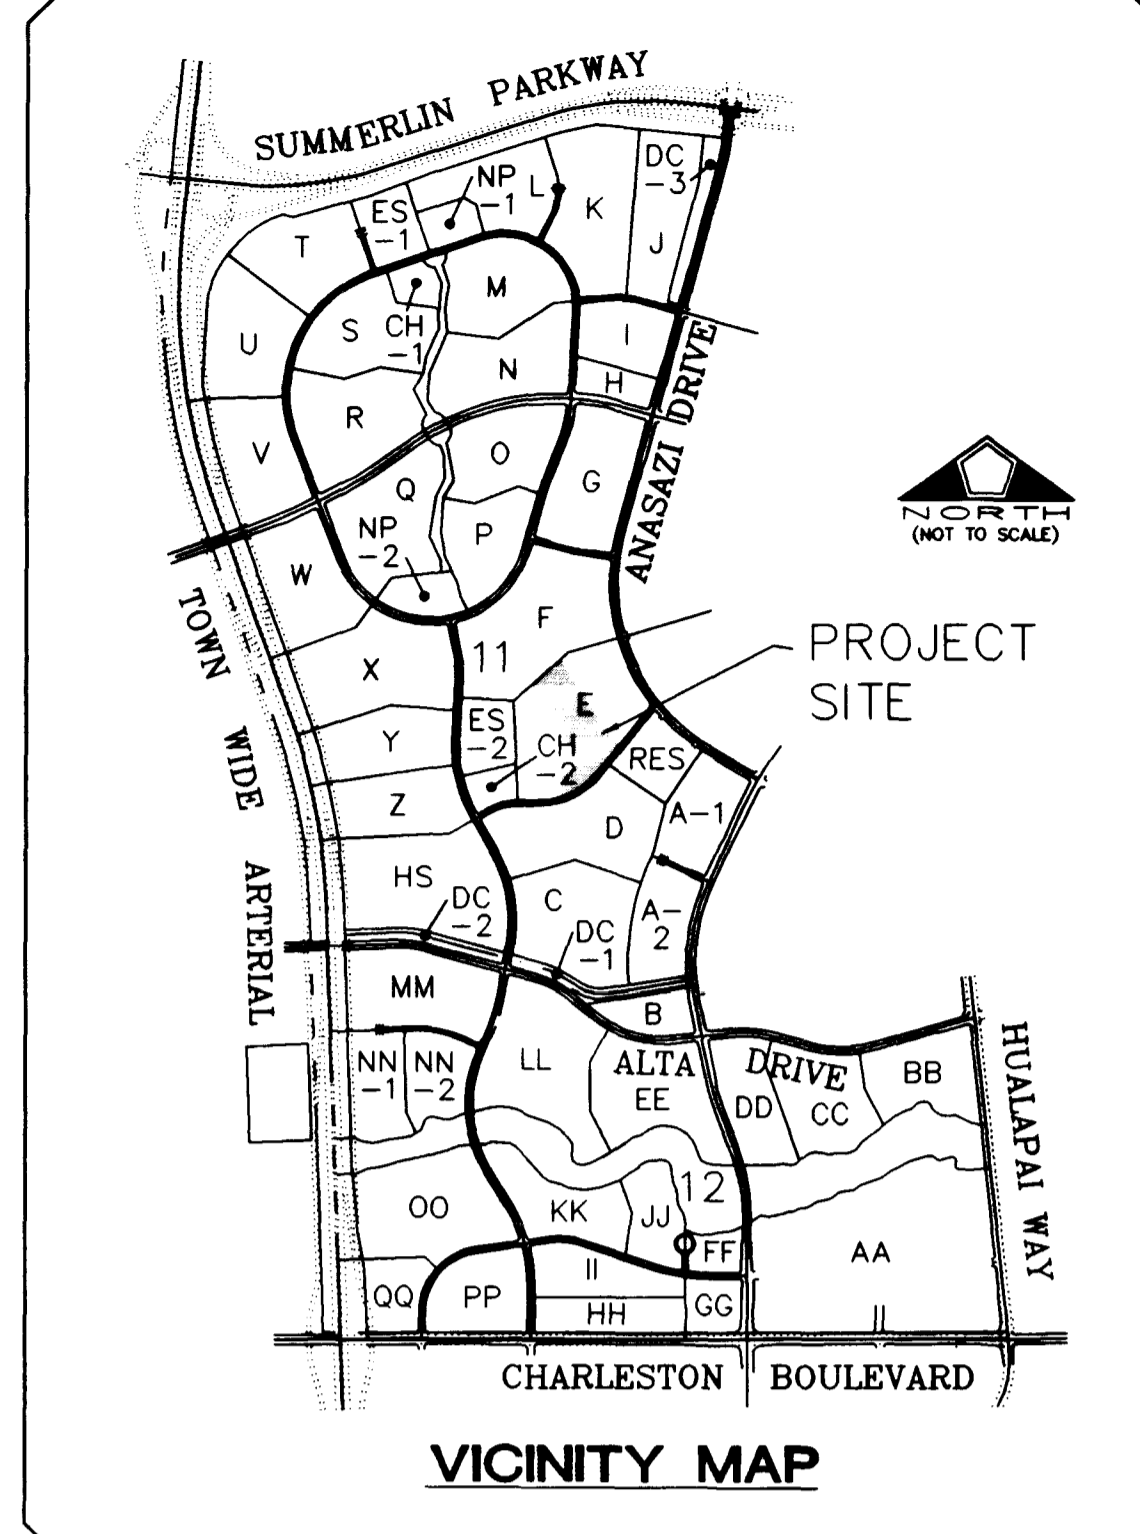 SUMMERLIN PARKWAY
DC
-3
NP
-1
L
K
ES
-1
T
J
M
S
CH
-1
U
I
N
H
R
ANASAZI DRIVE
V
O
G
Q
NP
-2
P
NORTH
(NOT TO SCALE)
W
F
TOWN WIDE ARTERIAL
11
X
PROJECT
SITE
E
ES
-2
Y
CH
-2
RES
Z
A-1
D
HS
DC
-2
C
A-
2
DC
-1
MM
B
NN
-1
NN
-2
LL
ALTA DRIVE
EE
DD
CC
BB
HUALAPAI WAY
12
OO
KK
JJ
FF
AA
II
QQ
PP
HH
GG
CHARLESTON BOULEVARD
VICINITY MAP